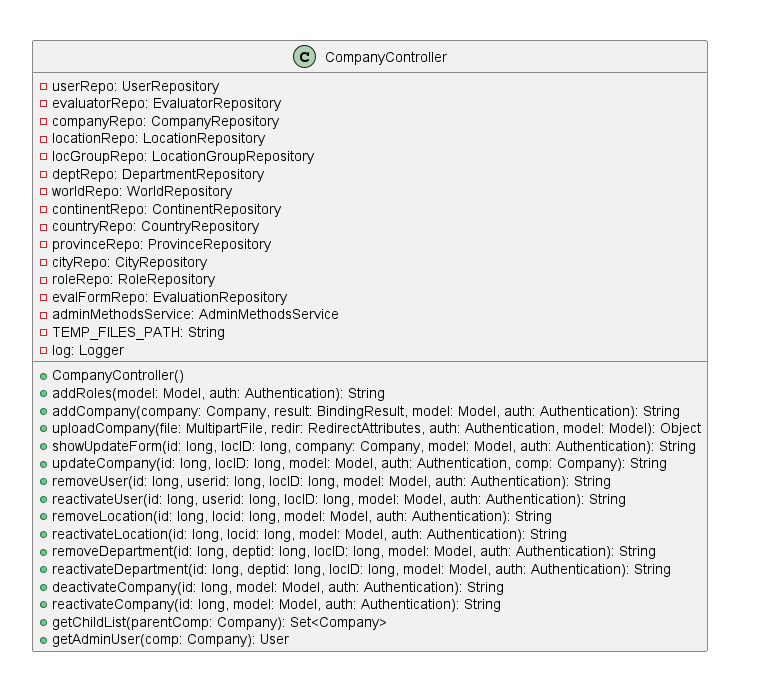 C CompanyController
userRepo: UserRepository
evaluatorRepo: EvaluatorRepository
companyRepo: CompanyRepository
locationRepo: LocationRepository
locGroupRepo: LocationGroupRepository
deptRepo: DepartmentRepository
worldRepo: WorldRepository
continentRepo: ContinentRepository
countryRepo: CountryRepository
provinceRepo: ProvinceRepository
cityRepo: CityRepository
roleRepo: RoleRepository
evalFormRepo: EvaluationRepository
adminMethodsService: AdminMethodsService
TEMP_FILES_PATH: String
log: Logger
CompanyController()
addRoles(model: Model, auth: Authentication): String
addCompany(company: Company, result: BindingResult, model: Model, auth: Authentication): String
uploadCompany(file: MultipartFile, redir: RedirectAttributes, auth: Authentication, model: Model): Object
showUpdateForm(id: long, locID: long, company: Company, model: Model, auth: Authentication): String
updateCompany(id: long, locID: long, model: Model, auth: Authentication, comp: Company): String
removeUser(id: long, userid: long, locID: long, model: Model, auth: Authentication): String
reactivateUser(id: long, userid: long, locID: long, model: Model, auth: Authentication): String
removeLocation(id: long, locid: long, model: Model, auth: Authentication): String
reactivateLocation(id: long, locid: long, model: Model, auth: Authentication): String
removeDepartment(id: long, deptid: long, locID: long, model: Model, auth: Authentication): String
reactivateDepartment(id: long, deptid: long, locID: long, model: Model, auth: Authentication): String
deactivateCompany(id: long, model: Model, auth: Authentication): String
reactivateCompany(id: long, model: Model, auth: Authentication): String
getChildList(parentComp: Company): Set<Company>
getAdminUser(comp: Company): User